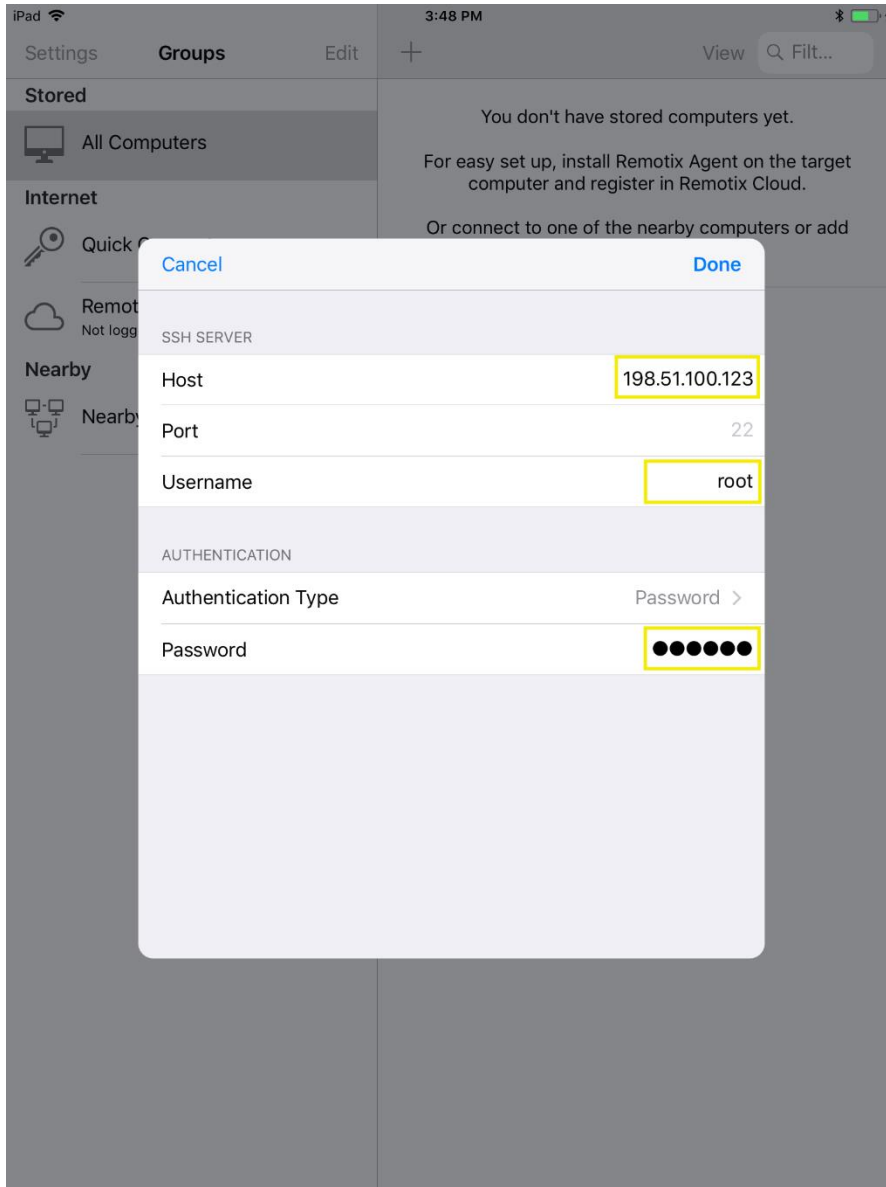 iPad
3:48 PM
Settings
Groups
Edit
View
Filt...
Stored
All Computers
Internet
Quick
Remot
Not logg
Nearby
Nearby
You don't have stored computers yet.
For easy set up, install Remotix Agent on the target
computer and register in Remotix Cloud.
Or connect to one of the nearby computers or add
Cancel
Done
SSH SERVER
Host
198.51.100.123
Port
22
Username
root
AUTHENTICATION
Authentication Type
Password
Password
●●●●●●